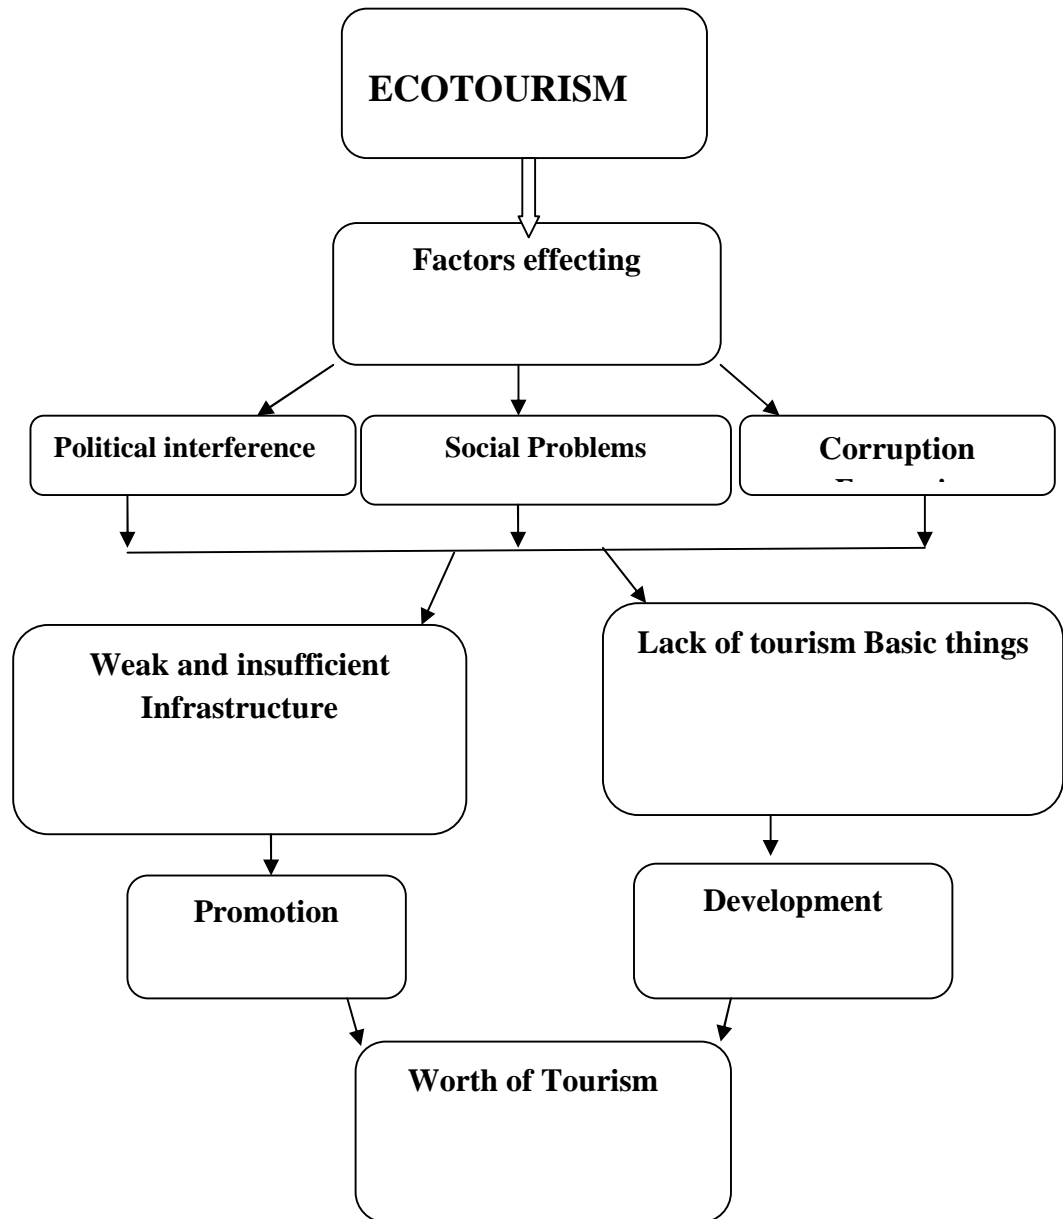 ECOTOURISM
Factors effecting
Political interference
Social Problems
Corruption
Weak and insufficient
Infrastructure
Lack of tourism Basic things
Promotion
Development
Worth of Tourism